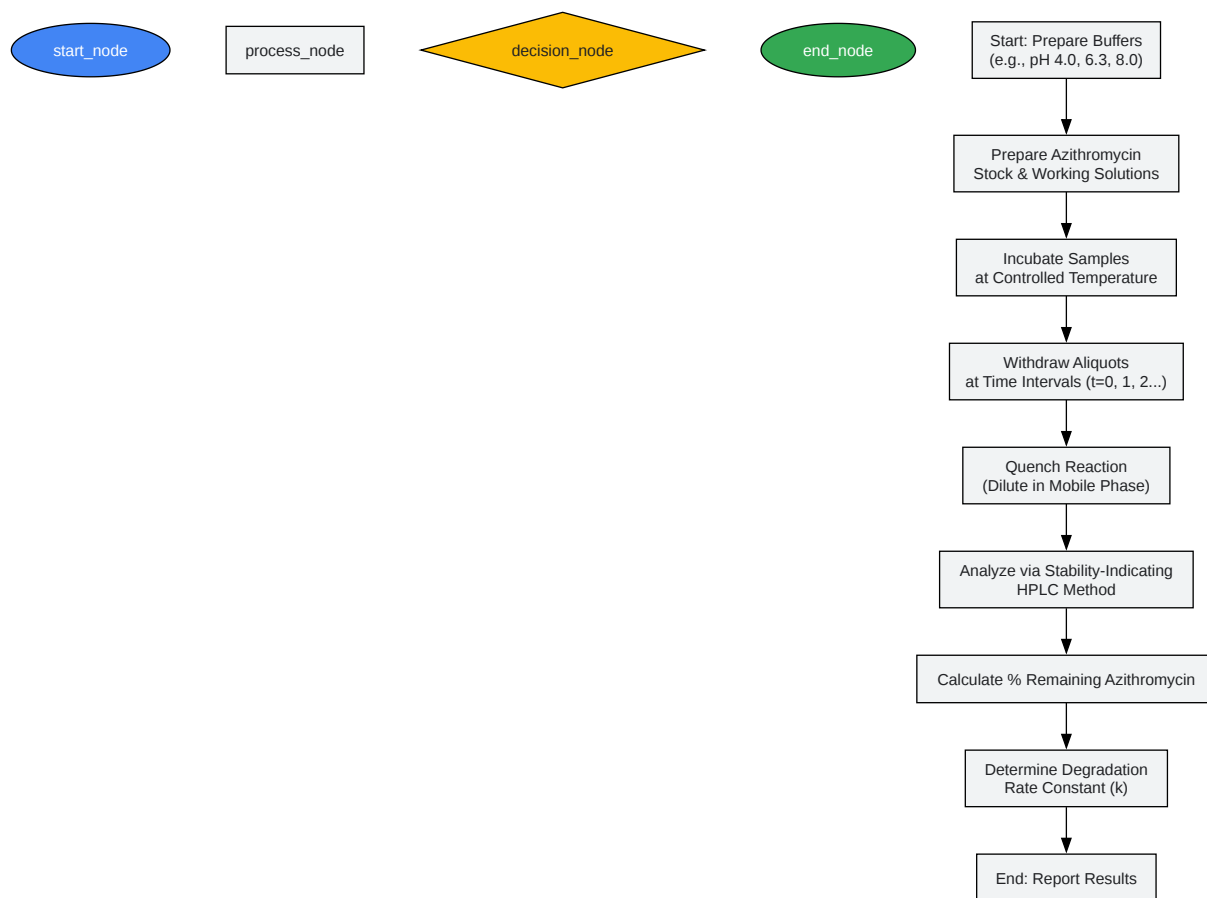 start_node
process_node
decision_node
end_node
Start: Prepare Buffers
(e.g., pH 4.0, 6.3, 8.0)
Prepare Azithromycin
Stock & Working Solutions
Incubate Samples
at Controlled Temperature
Withdraw Aliquots
at Time Intervals (t=0, 1, 2...)
Quench Reaction
(Dilute in Mobile Phase)
Analyze via Stability-Indicating
HPLC Method
Calculate % Remaining Azithromycin
Determine Degradation
Rate Constant (k)
End: Report Results